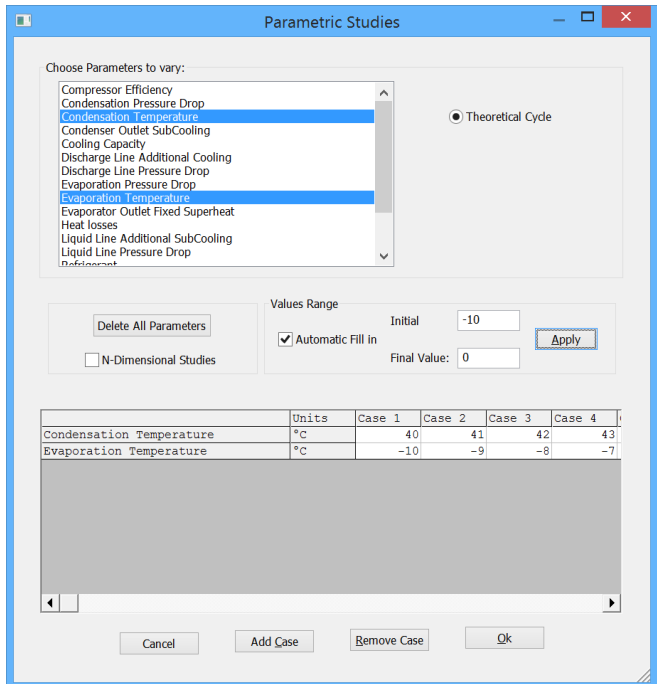 Parametric Studies
Choose Parameters to vary:
Compressor Efficiency
Condensation Pressure Drop
Condensation Temperature
Condenser Outlet SubCooling
Cooling Capacity
Discharge Line Additional Cooling
Discharge Line Pressure Drop
Evaporation Pressure Drop
Evaporation Temperature
Evaporator Outlet Fixed Superheat
Heat losses
Liquid Line Additional SubCooling
Liquid Line Pressure Drop
Refrigerant
Theoretical Cycle
Delete All Parameters
N-Dimensional Studies
Values Range
Automatic Fill in
Initial -10
Final Value: 0
Apply
Units Case 1 Case 2 Case 3 Case 4
Condensation Temperature °C 40 41 42 43
Evaporation Temperature °C -10 -9 -8 -7
Cancel Add Case Remove Case Ok